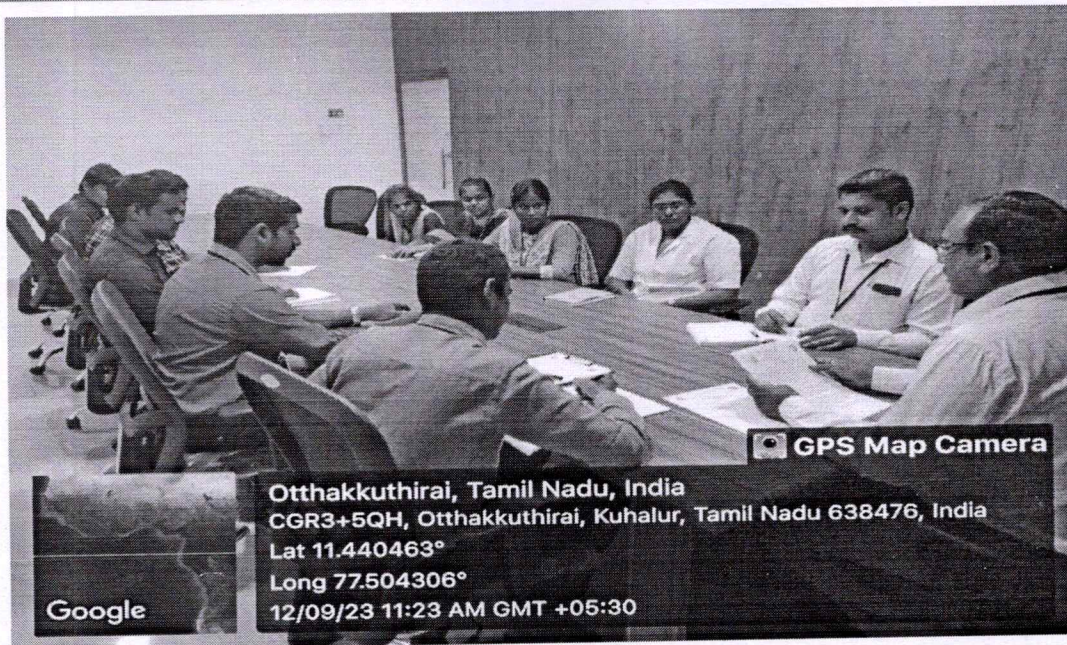 GPS Map Camera
Otthakkuthirai, Tamil Nadu, India
CGR3+5QH, Otthakkuthirai, Kuhalur, Tamil Nadu 638476, India
Lat 11.440463°
Long 77.504306°
12/09/23 11:23 AM GMT +05:30
Google